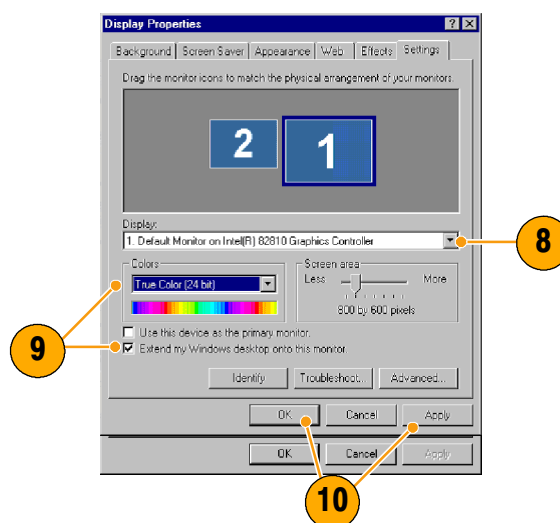 Display Properties
Background Screen Saver Appearance Web Effects Settings
Drag the monitor icons to match the physical arrangement of your monitors.
2 1
Display:
1. Default Monitor on Intel(R) 82810 Graphics Controller
8
Colors
Screen area
True Color (24 bit)
Less More
800 by 600 pixels
9
Use this device as the primary monitor.
Extend my Windows desktop onto this monitor.
Identify Troubleshoot... Advanced...
OK Cancel Apply
OK Cancel Apply
10